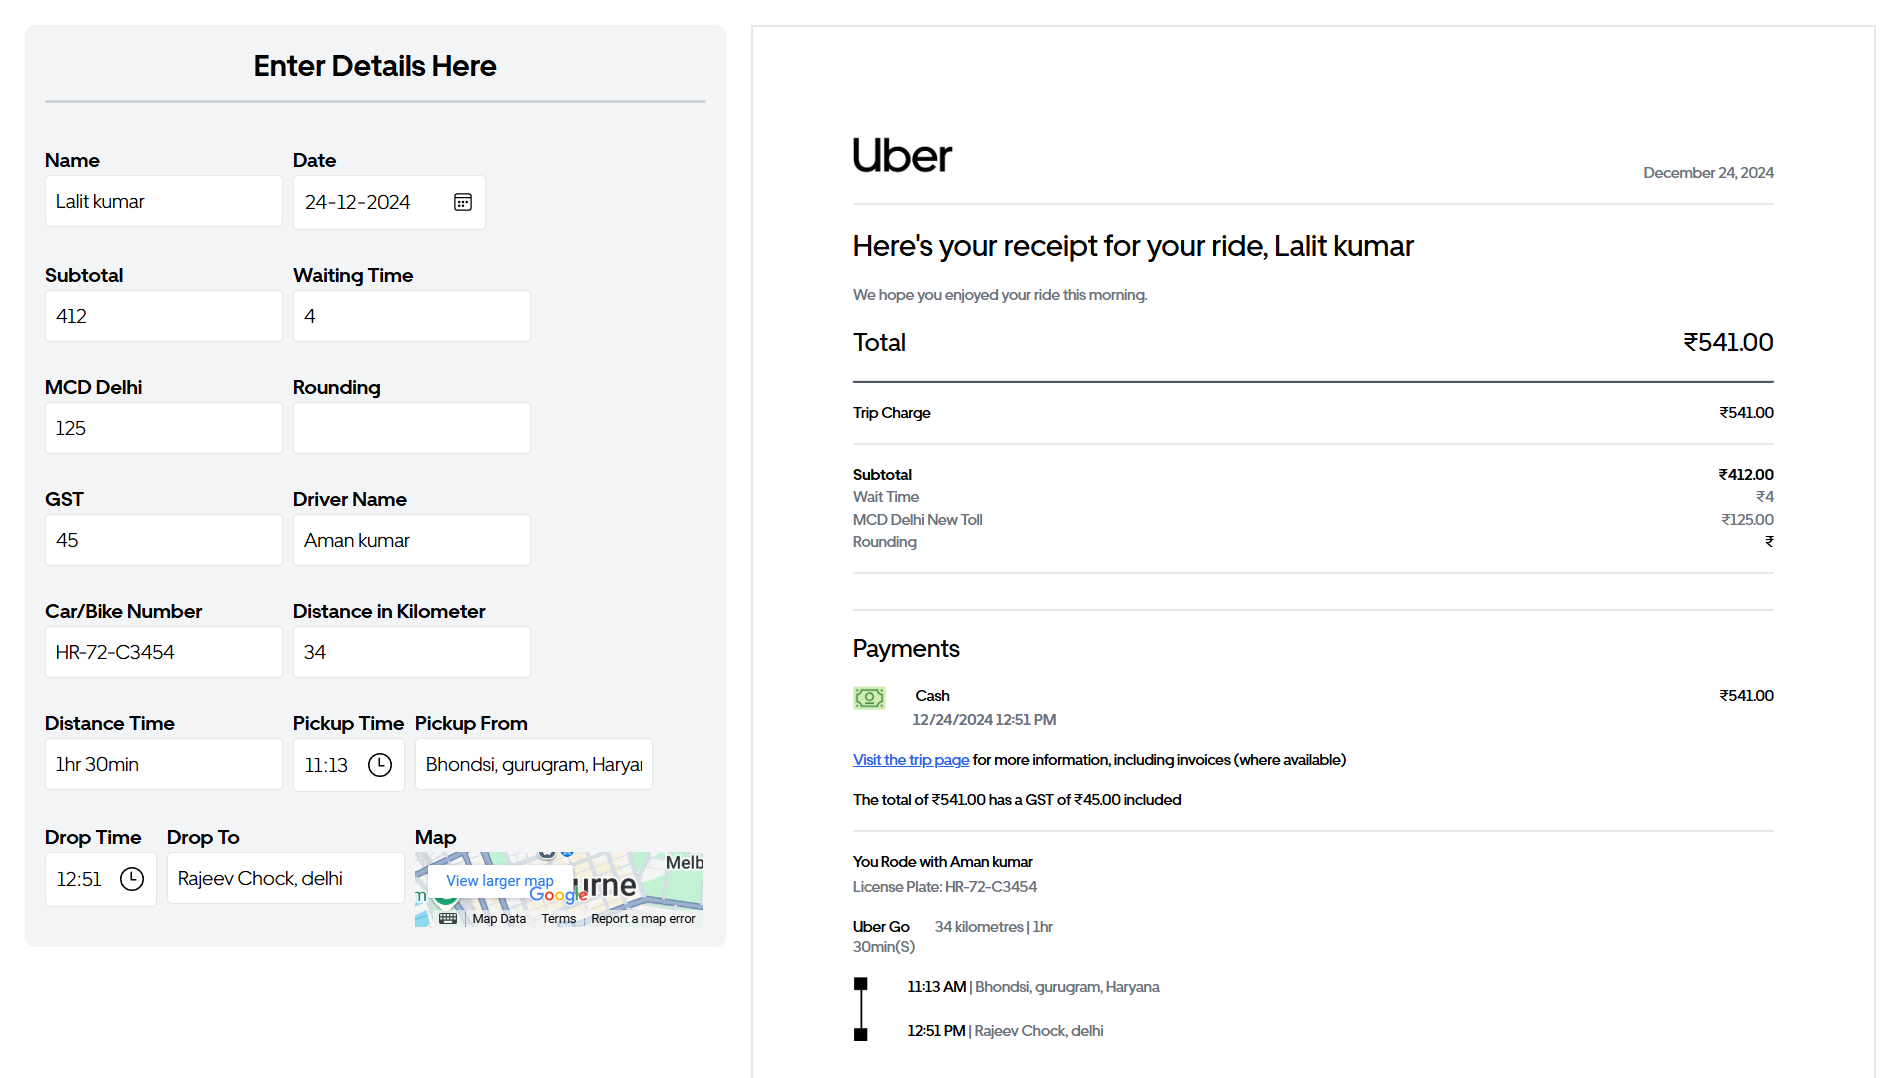 Enter Details Here
Name
Date
Lalit kumar
24-12-2024
Subtotal
Waiting Time
412
4
MCD Delhi
Rounding
125
GST
Driver Name
45
Aman kumar
Car/Bike Number
Distance in Kilometer
HR-72-C3454
34
Distance Time
Pickup Time
Pickup From
1hr 30min
11:13
Bhondsi, gurugram, Haryai
Drop Time
Drop To
Map
12:51
Rajeev Chock, delhi
Melb
View larger map
urne
Google
m
Map Data
Terms
Report a map error
Uber
December 24, 2024
Here's your receipt for your ride, Lalit kumar
We hope you enjoyed your ride this morning.
Total ₹541.00
Trip Charge ₹541.00
Subtotal ₹412.00
Wait Time ₹4
MCD Delhi New Toll ₹125.00
Rounding ₹
Payments
Cash ₹541.00
12/24/2024 12:51 PM
Visit the trip page for more information, including invoices (where available)
The total of ₹541.00 has a GST of ₹45.00 included
You Rode with Aman kumar
License Plate: HR-72-C3454
Uber Go 34 kilometres | 1hr
30min(S)
11:13 AM | Bhondsi, gurugram, Haryana
12:51 PM | Rajeev Chock, delhi